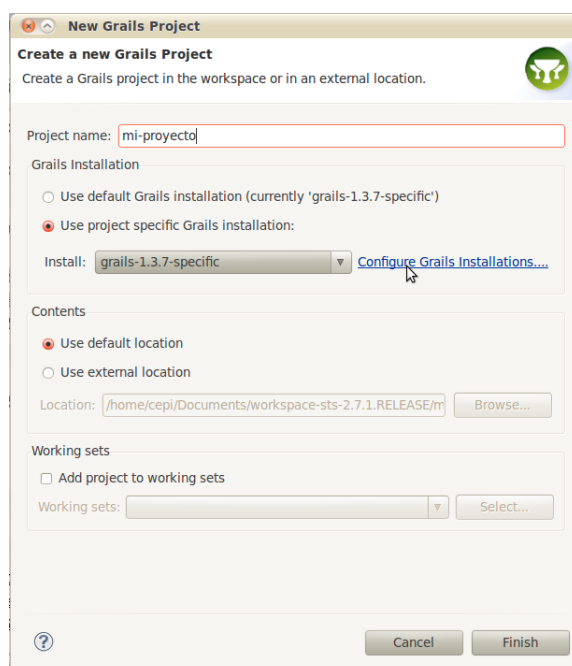 New Grails Project
Create a new Grails Project
Create a Grails project in the workspace or in an external location.
Project name: mi-proyecto
Grails Installation
Use default Grails installation (currently 'grails-1.3.7-specific')
Use project specific Grails installation:
Install: grails-1.3.7-specific Configure Grails Installations....
Contents
Use default location
Use external location
Location: /home/cepi/Documents/workspace-sts-2.7.1.RELEASE/m Browse...
Working sets
Add project to working sets
Working sets: Select...
? Cancel Finish